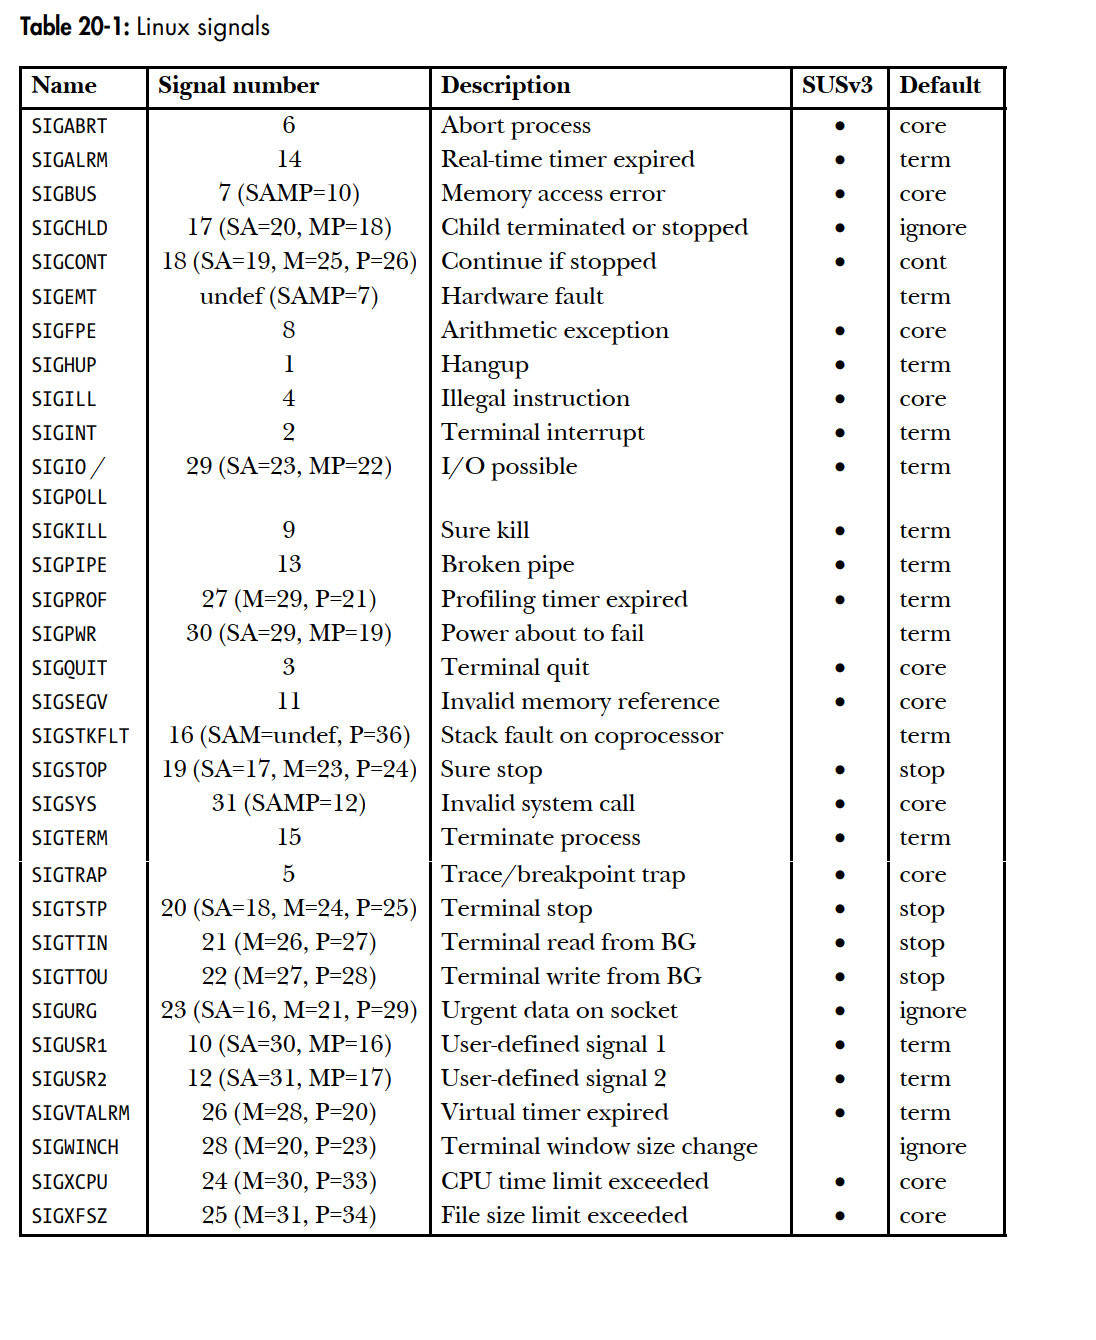 Table 20-1: Linux signals
Name Signal number Description SUSv3 Default
SIGABRT 6 Abort process • core
SIGALRM 14 Real-time timer expired • term
SIGBUS 7 (SAMP=10) Memory access error • core
SIGCHLD 17 (SA=20, MP=18) Child terminated or stopped • ignore
SIGCONT 18 (SA=19, M=25, P=26) Continue if stopped • cont
SIGEMT undef (SAMP=7) Hardware fault term
SIGFPE 8 Arithmetic exception • core
SIGHUP 1 Hangup • term
SIGILL 4 Illegal instruction • core
SIGINT 2 Terminal interrupt • term
SIGIO / 29 (SA=23, MP=22) I/O possible • term
SIGPOLL
SIGKILL 9 Sure kill • term
SIGPIPE 13 Broken pipe • term
SIGPROF 27 (M=29, P=21) Profiling timer expired • term
SIGPWR 30 (SA=29, MP=19) Power about to fail term
SIGQUIT 3 Terminal quit • core
SIGSEGV 11 Invalid memory reference • core
SIGSTKFLT 16 (SAM=undef, P=36) Stack fault on coprocessor term
SIGSTOP 19 (SA=17, M=23, P=24) Sure stop • stop
SIGSYS 31 (SAMP=12) Invalid system call • core
SIGTERM 15 Terminate process • term
SIGTRAP 5 Trace/breakpoint trap • core
SIGTSTP 20 (SA=18, M=24, P=25) Terminal stop • stop
SIGTTIN 21 (M=26, P=27) Terminal read from BG • stop
SIGTTOU 22 (M=27, P=28) Terminal write from BG • stop
SIGURG 23 (SA=16, M=21, P=29) Urgent data on socket • ignore
SIGUSR1 10 (SA=30, MP=16) User-defined signal 1 • term
SIGUSR2 12 (SA=31, MP=17) User-defined signal 2 • term
SIGVTALRM 26 (M=28, P=20) Virtual timer expired • term
SIGWINCH 28 (M=20, P=23) Terminal window size change ignore
SIGXCPU 24 (M=30, P=33) CPU time limit exceeded • core
SIGXFSZ 25 (M=31, P=34) File size limit exceeded • core